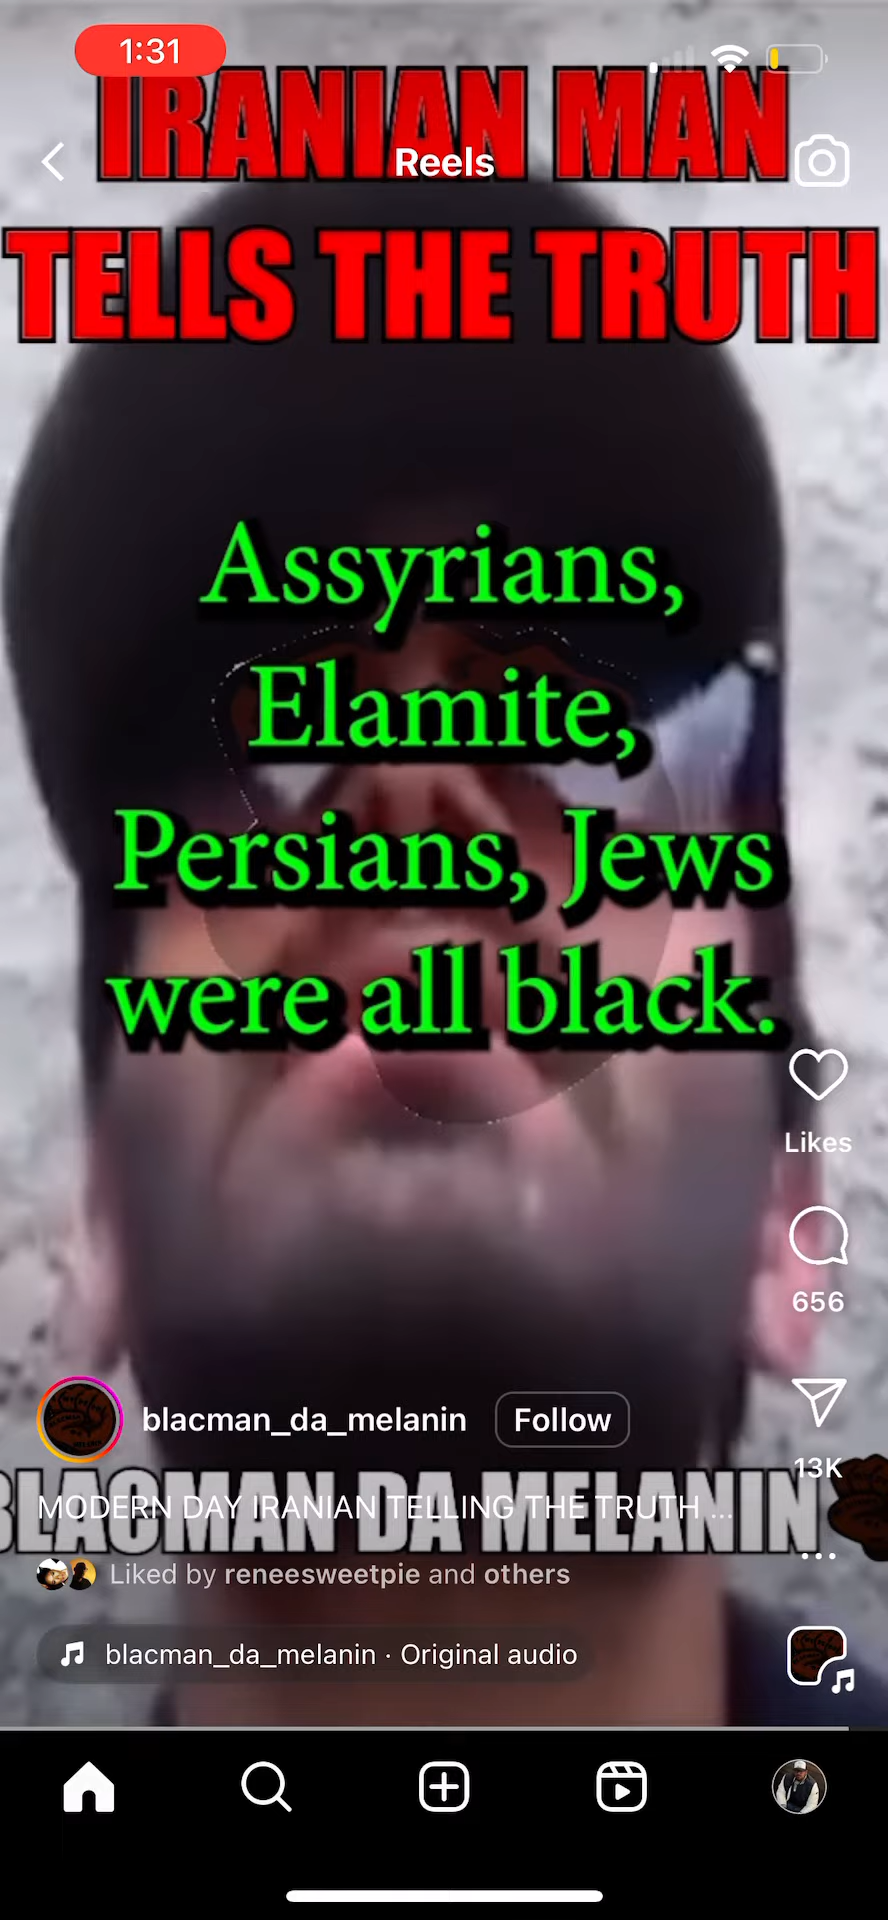 1:31
IRANIAN MAN
Reels
TELLS THE TRUTH
Assyrians,
Elamite,
Persians, Jews
were all black.
Likes
656
13K
blacman_da_melanin Follow
BLACMAN DA MELANIN
MODERN DAY IRANIAN TELLING THE TRUTH ...
Liked by reneesweetpie and others
blacman_da_melanin · Original audio